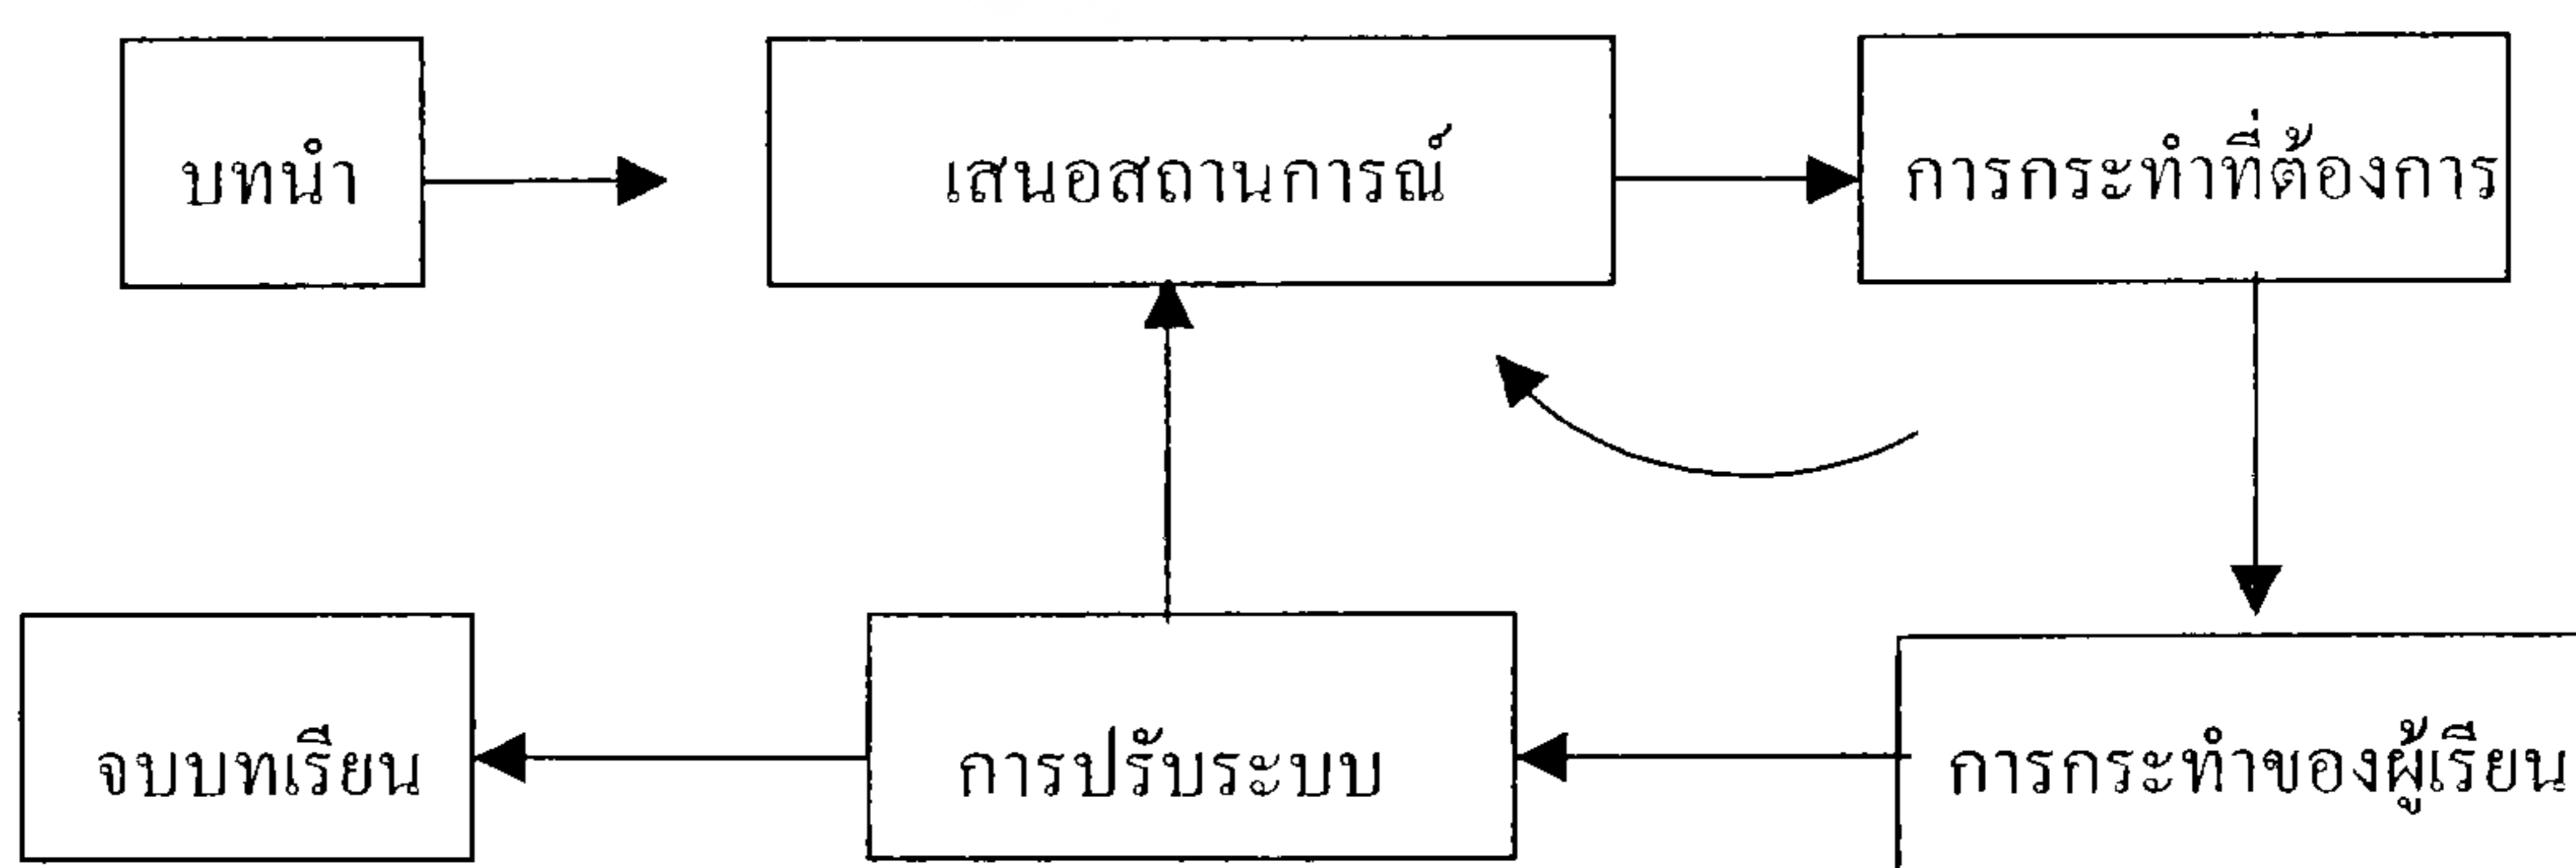 บทนำ
เสนอสถานการณ์
การกระทำที่ต้องการ
จบบทเรียน
การปรับระบบ
การกระทำของผู้เรียน